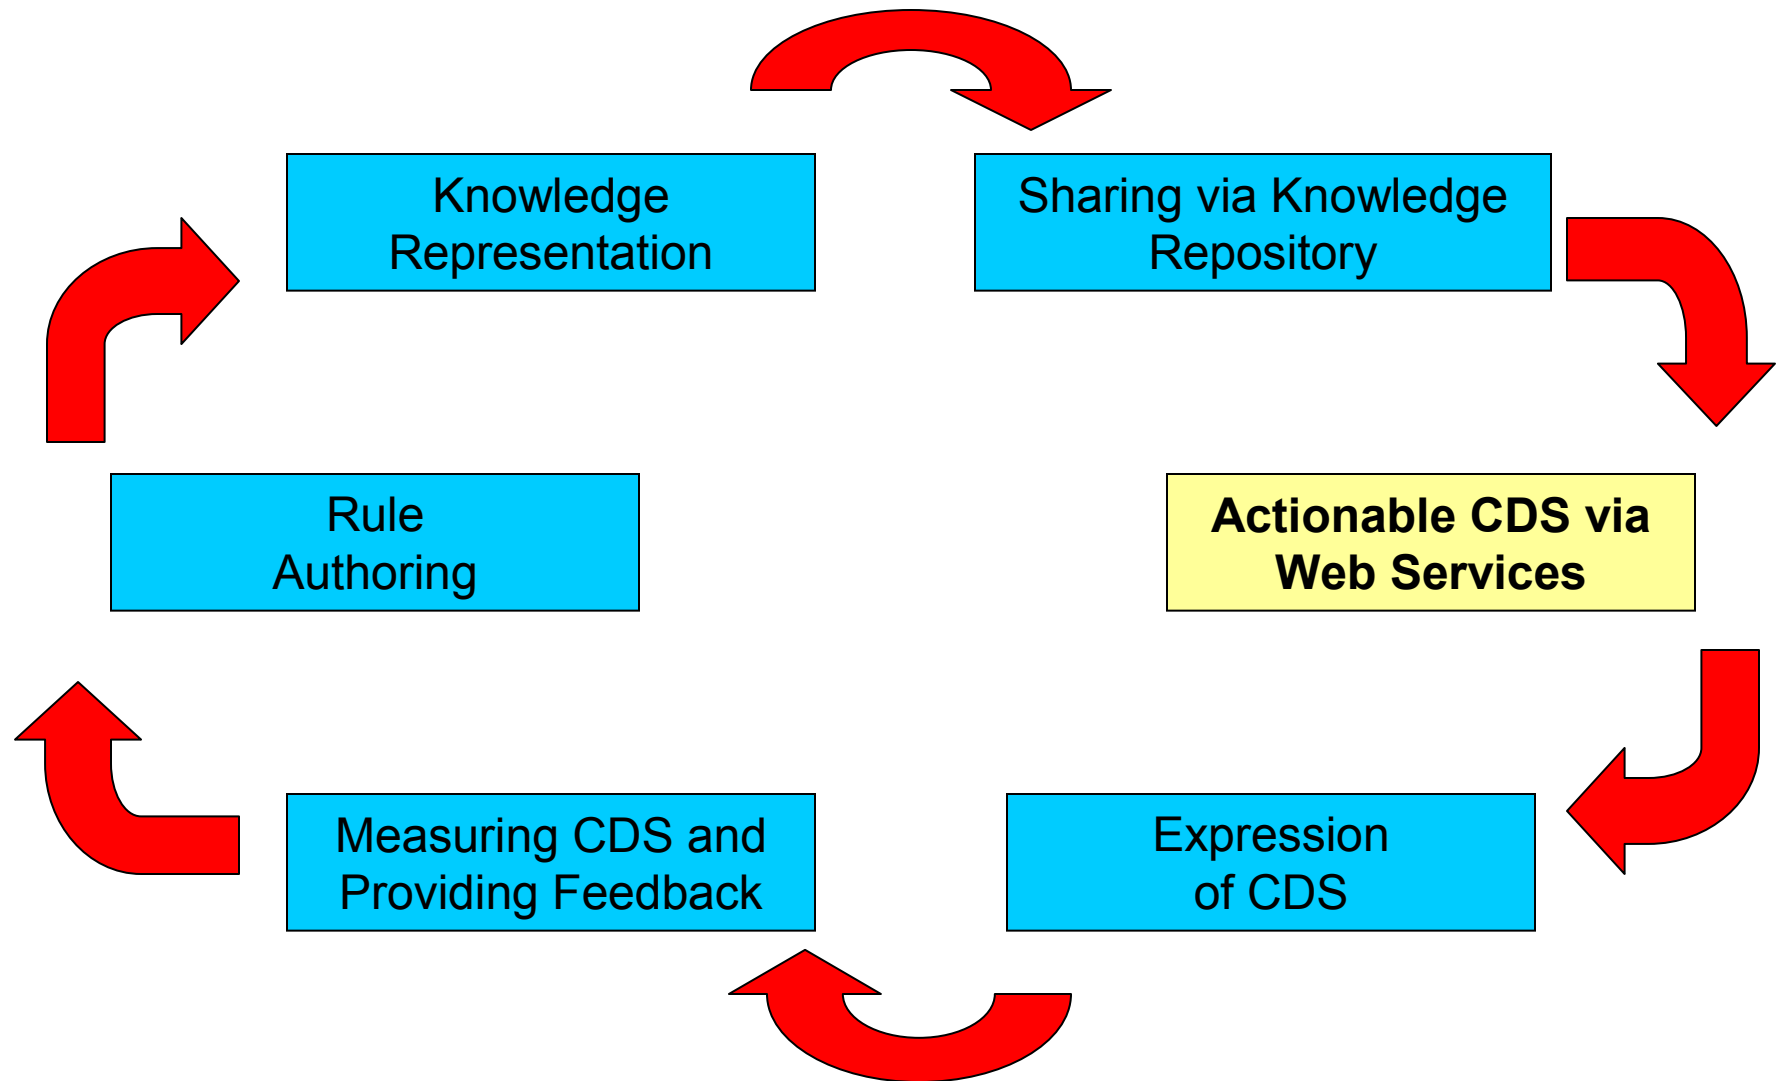 Knowledge
Representation
Sharing via Knowledge
Repository
Rule
Authoring
Actionable CDS via
Web Services
Measuring CDS and
Providing Feedback
Expression
of CDS